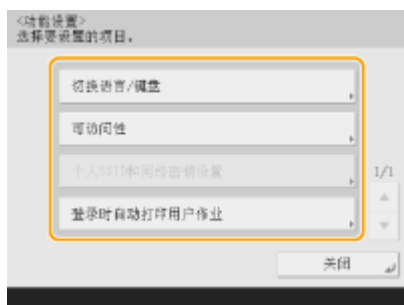 <功能设置>
选择要设置的项目。
切换语言/键盘
可访问性
个人SSID和网络密钥设置
1/1
登录时自动打印用户作业
关闭